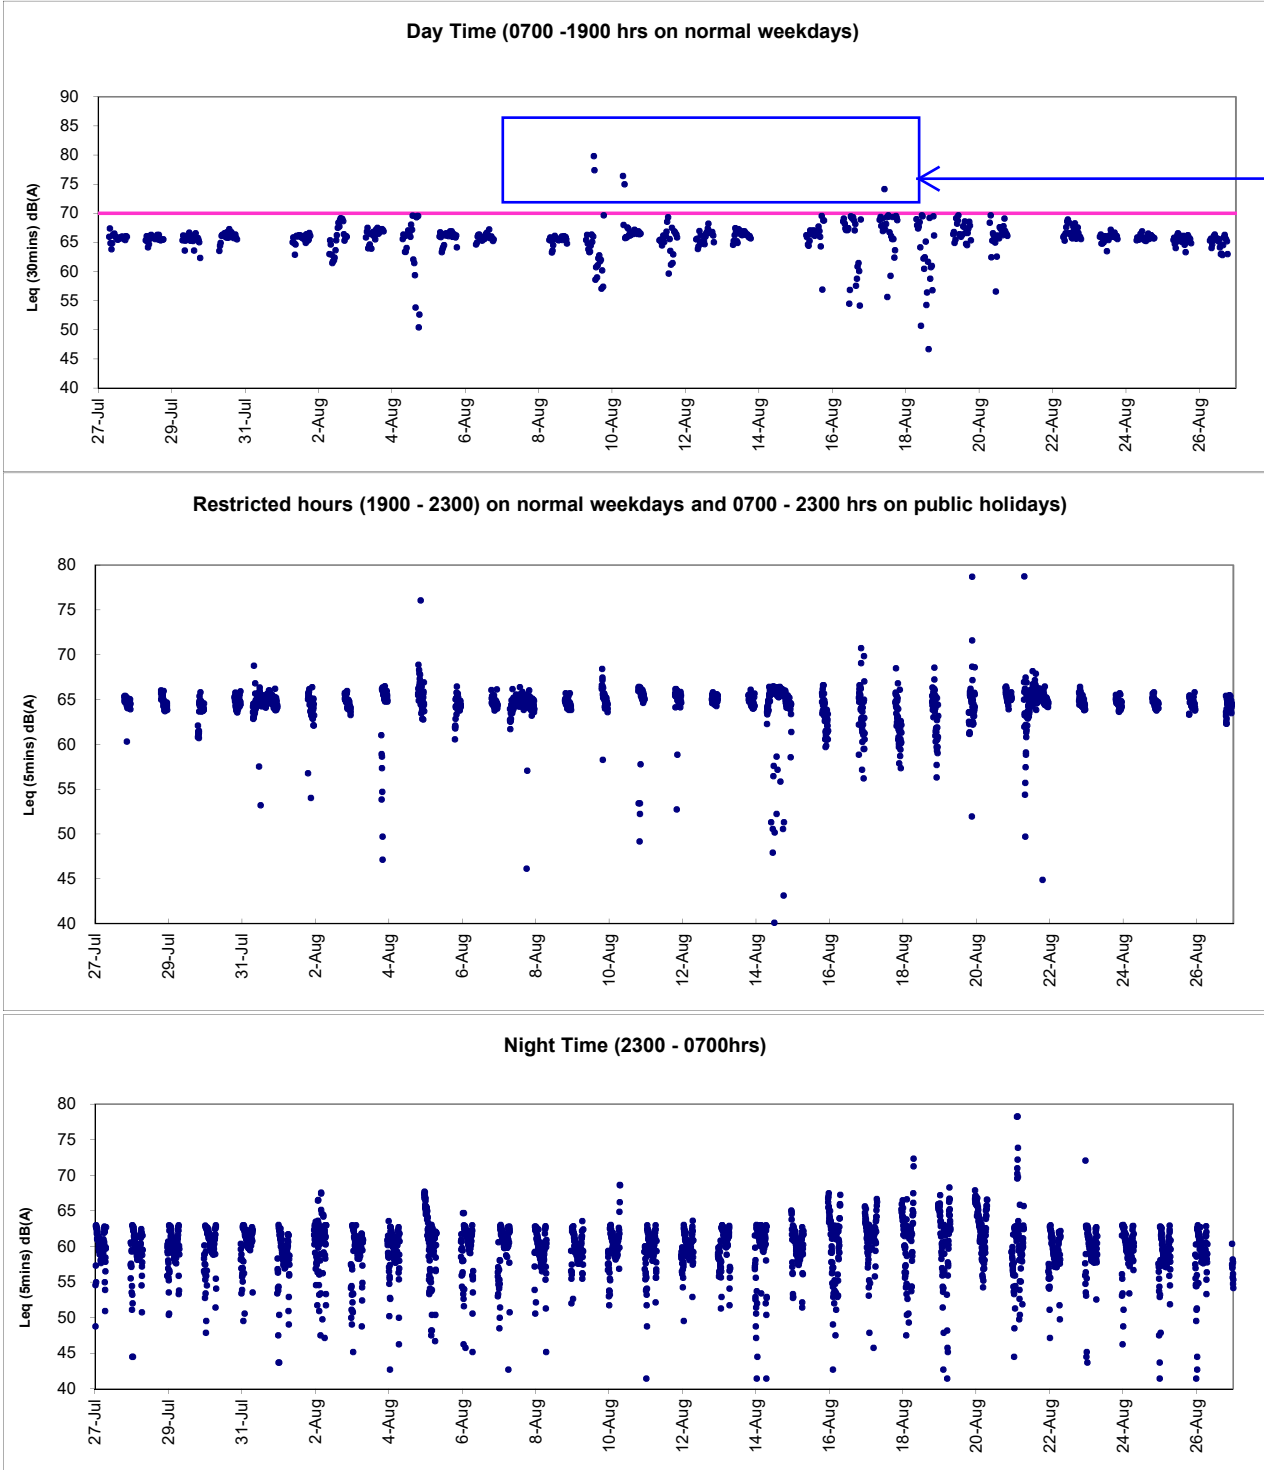 Day Time (0700 -1900 hrs on normal weekdays)
90
85
80
75
70
65
60
55
50
45
40
Leq (30mins) dB(A)
27-Jul
29-Jul
31-Jul
2-Aug
4-Aug
6-Aug
8-Aug
10-Aug
12-Aug
14-Aug
16-Aug
18-Aug
20-Aug
22-Aug
24-Aug
26-Aug
Restricted hours (1900 - 2300) on normal weekdays and 0700 - 2300 hrs on public holidays)
80
75
70
65
60
55
50
45
40
Leq (5mins) dB(A)
27-Jul
29-Jul
31-Jul
2-Aug
4-Aug
6-Aug
8-Aug
10-Aug
12-Aug
14-Aug
16-Aug
18-Aug
20-Aug
22-Aug
24-Aug
26-Aug
Night Time (2300 - 0700hrs)
80
75
70
65
60
55
50
45
40
Leq (5mins) dB(A)
27-Jul
29-Jul
31-Jul
2-Aug
4-Aug
6-Aug
8-Aug
10-Aug
12-Aug
14-Aug
16-Aug
18-Aug
20-Aug
22-Aug
24-Aug
26-Aug